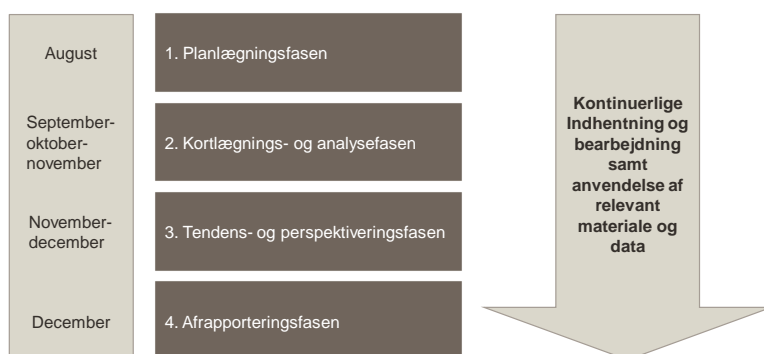 August
1. Planlægningsfasen
September-
oktober-
november
2. Kortlægnings- og analysefasen
November-
december
3. Tendens- og perspektiveringsfasen
December
4. Afrapporteringsfasen
Kontinuerlige
Indhentning og
bearbejdning
samt
anvendelse af
relevant
materiale og
data